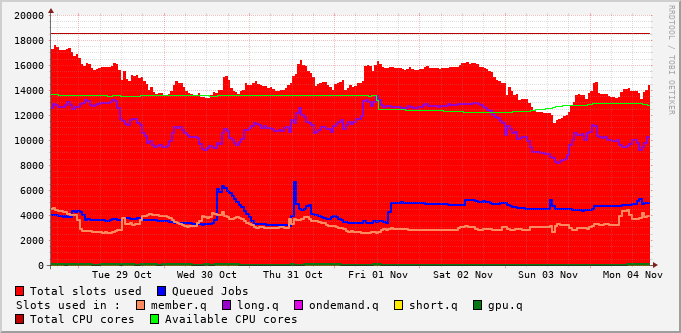 20000
18000
16000
14000
12000
10000
8000
6000
4000
2000
0
Tue 29 Oct Wed 30 Oct Thu 31 Oct Fri 01 Nov Sat 02 Nov Sun 03 Nov Mon 04 Nov
RRDTOOL / TOBI OETIKER
Total slots used Queued Jobs
Slots used in : member.q long.q ondemand.q short.q gpu.q
Total CPU cores Available CPU cores